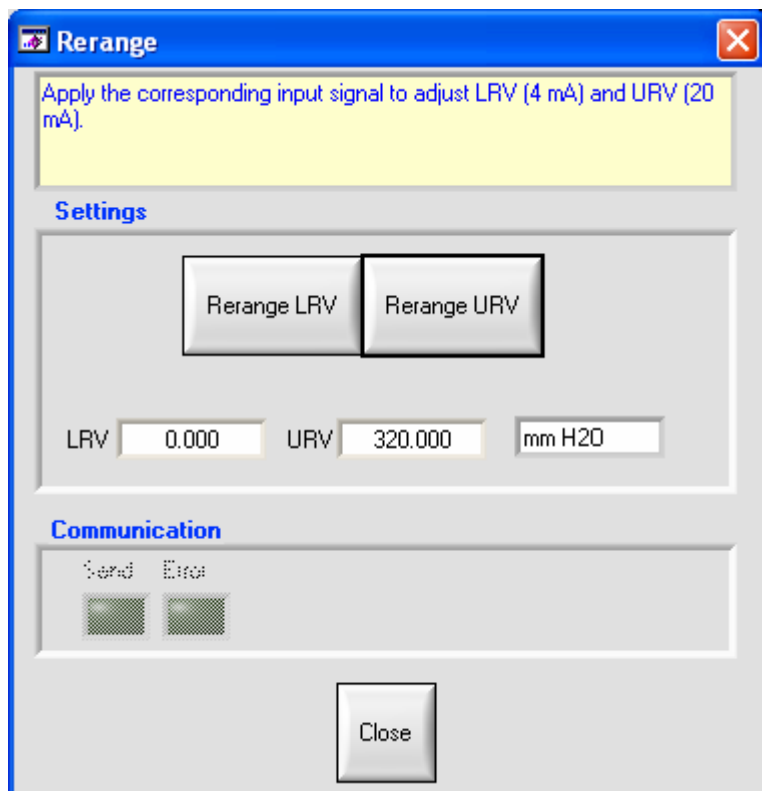 Rerange
Apply the corresponding input signal to adjust LRV (4 mA) and URV (20
mA).
Settings
Rerange LRV Rerange URV
LRV 0.000 URV 320.000 mm H2O
Communication
Send Error
Close